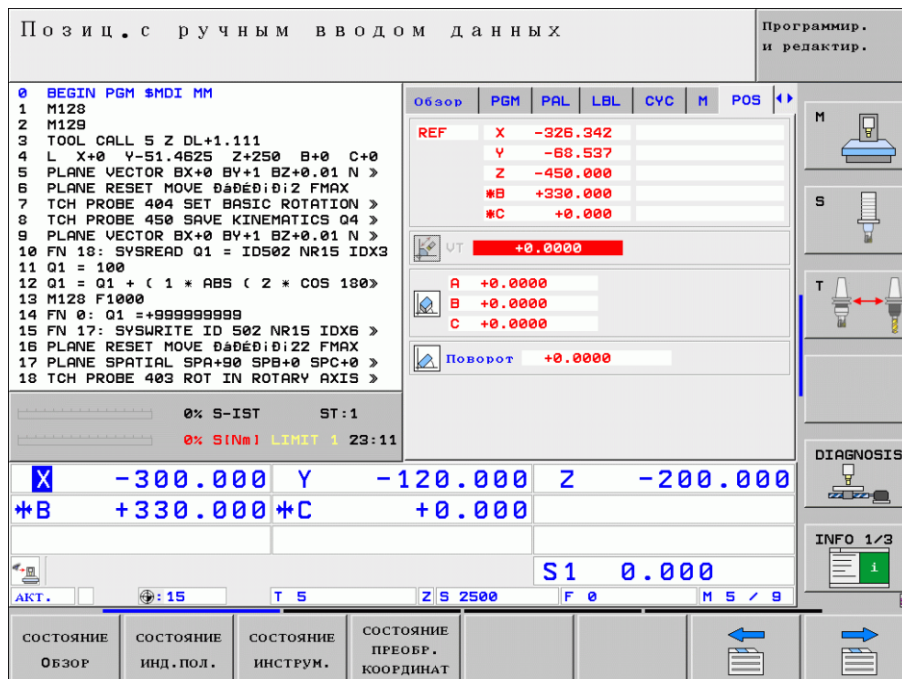 Позиц.с ручным вводом данных
Программир.
и редактир.
0 BEGIN PGM $MDI MM
1 M128
2 M129
3 TOOL CALL 5 Z DL+1.111
4 L X+0 Y-51.4625 Z+250 B+0 C+0
5 PLANE VECTOR BX+0 BY+1 BZ+0.01 N »
6 PLANE RESET MOVE ÐáÐÉÐiÐi2 FMAX
7 TCH PROBE 404 SET BASIC ROTATION »
8 TCH PROBE 450 SAVE KINEMATICS Q4 »
9 PLANE VECTOR BX+0 BY+1 BZ+0.01 N »
10 FN 18: SYSREAD Q1 = ID502 NR15 IDX3
11 Q1 = 100
12 Q1 = Q1 + ( 1 * ABS ( 2 * COS 180»
13 M128 F1000
14 FN 0: Q1 =+999999999
15 FN 17: SYSWRITE ID 502 NR15 IDX6 »
16 PLANE RESET MOVE ÐáÐÉÐiÐi22 FMAX
17 PLANE SPATIAL SPA+90 SPB+0 SPC+0 »
18 TCH PROBE 403 ROT IN ROTARY AXIS »
Обзор PGM PAL LBL CYC M POS
REF X -326.342
Y -68.537
Z -450.000
*B +330.000
*C +0.000
VT +0.0000
A +0.0000
B +0.0000
C +0.0000
Поворот +0.0000
0% S-IST ST:1
0% S[Nm] LIMIT 1 23:11
X -300.000 Y -120.000 Z -200.000
*B +330.000 *C +0.000
S1 0.000
АКТ. :15 T 5 Z S 2500 F 0 M 5 / 9
M
S
T
DIAGNOSIS
INFO 1/3
i
СОСТОЯНИЕ
ОБЗОР
СОСТОЯНИЕ
ИНД.ПОЛ.
СОСТОЯНИЕ
ИНСТРУМ.
СОСТОЯНИЕ
ПРЕОБР.
КООРДИНАТ